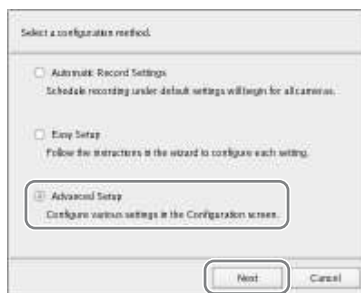 Select a configuration method.
Automatic Record Settings
Schedule recording under default settings will begin for all cameras.
Easy Setup
Follow the instructions in the wizard to configure each setting.
Advanced Setup
Configure various settings in the Configuration screen.
Next
Cancel